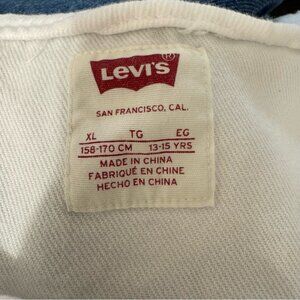 LEVI'S®
SAN FRANCISCO, CAL.
XL TG EG
158-170 CM 13-15 YRS
MADE IN CHINA
FABRIQUÉ EN CHINE
HECHO EN CHINA